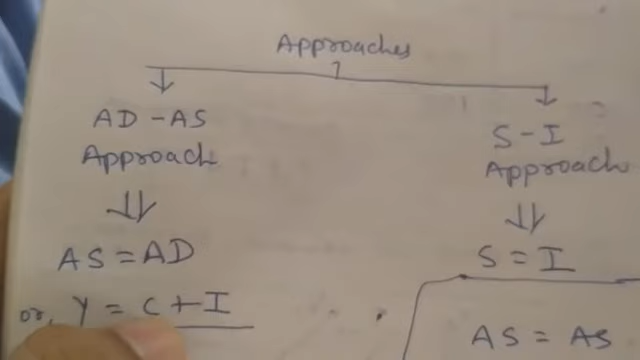 Approaches
AD - AS
Approach
AS = AD
or, Y = C + I
S - I
Approach
S = I
AS = AS